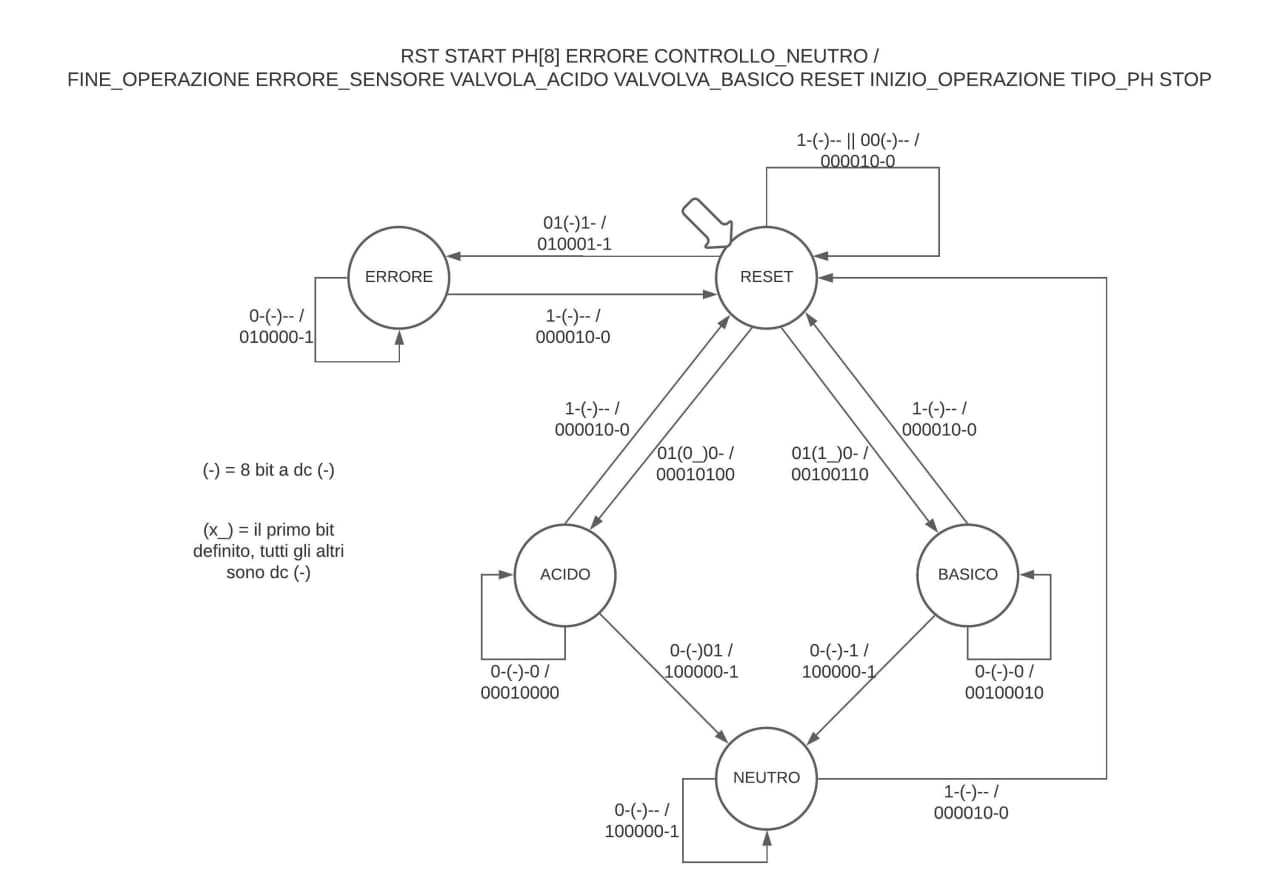 RST START PH[8] ERRORE CONTROLLO_NEUTRO /
FINE_OPERAZIONE ERRORE_SENSORE VALVOLA_ACIDO VALVOLVA_BASICO RESET INIZIO_OPERAZIONE TIPO_PH STOP
1-(-)-- || 00(-)-- /
000010-0
01(-)1- /
010001-1
ERRORE
RESET
0-(-)-- /
010000-1
1-(-)-- /
000010-0
1-(-)-- /
000010-0
01(0_)0- /
00010100
01(1_)0- /
00100110
1-(-)-- /
000010-0
(-) = 8 bit a dc (-)
(x_) = il primo bit
definito, tutti gli altri
sono dc (-)
ACIDO
BASICO
0-(-)-0 /
00010000
0-(-)01 /
100000-1
0-(-)-1 /
100000-1
0-(-)-0 /
00100010
NEUTRO
0-(-)-- /
100000-1
1-(-)-- /
000010-0